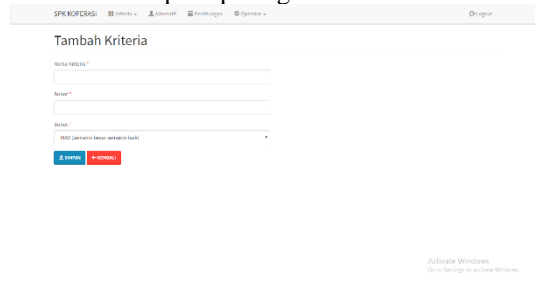 SPK KOPERASI Kriteria Alternatif Perhitungan Operator Logout
Tambah Kriteria
Nama Kriteria *
Bobot *
MAX (semakin besar semakin baik)
SIMPAN KEMBALI
Activate Windows
Go to Settings to activate Windows